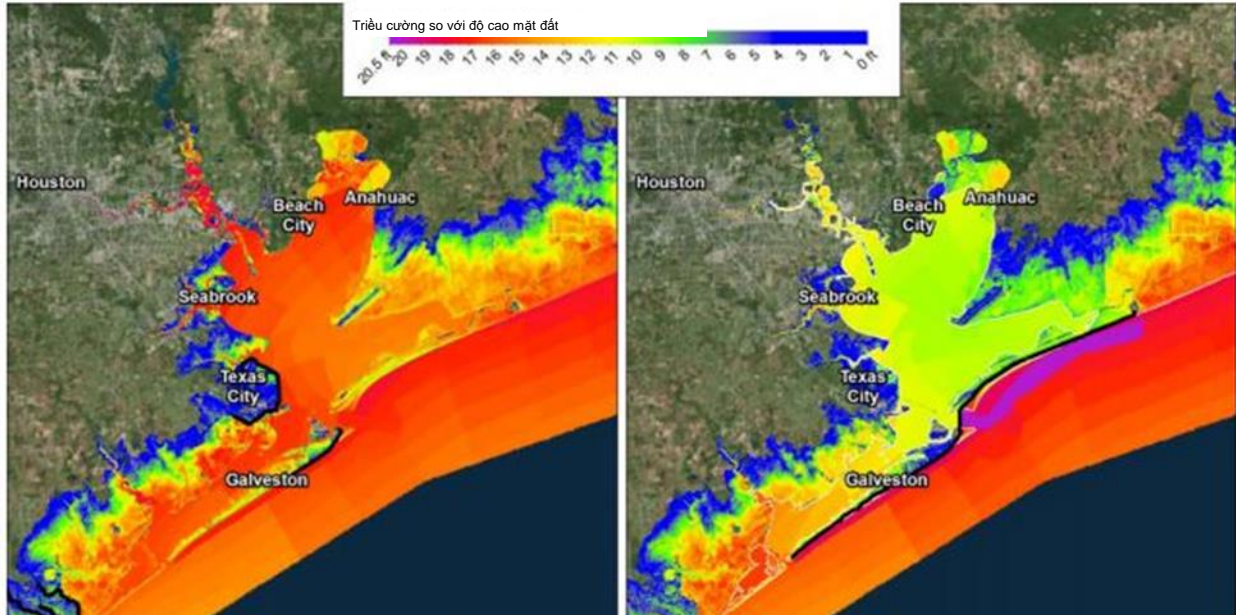 Triều cường so với độ cao mặt đất
20.5 ft 20 19 18 17 16 15 14 13 12 11 10 9 8 7 6 5 4 3 2 1 0 ft
Houston
Beach
City
Anahuac
Seabrook
Texas
City
Galveston
Houston
Beach
City
Anahuac
Seabrook
Texas
City
Galveston